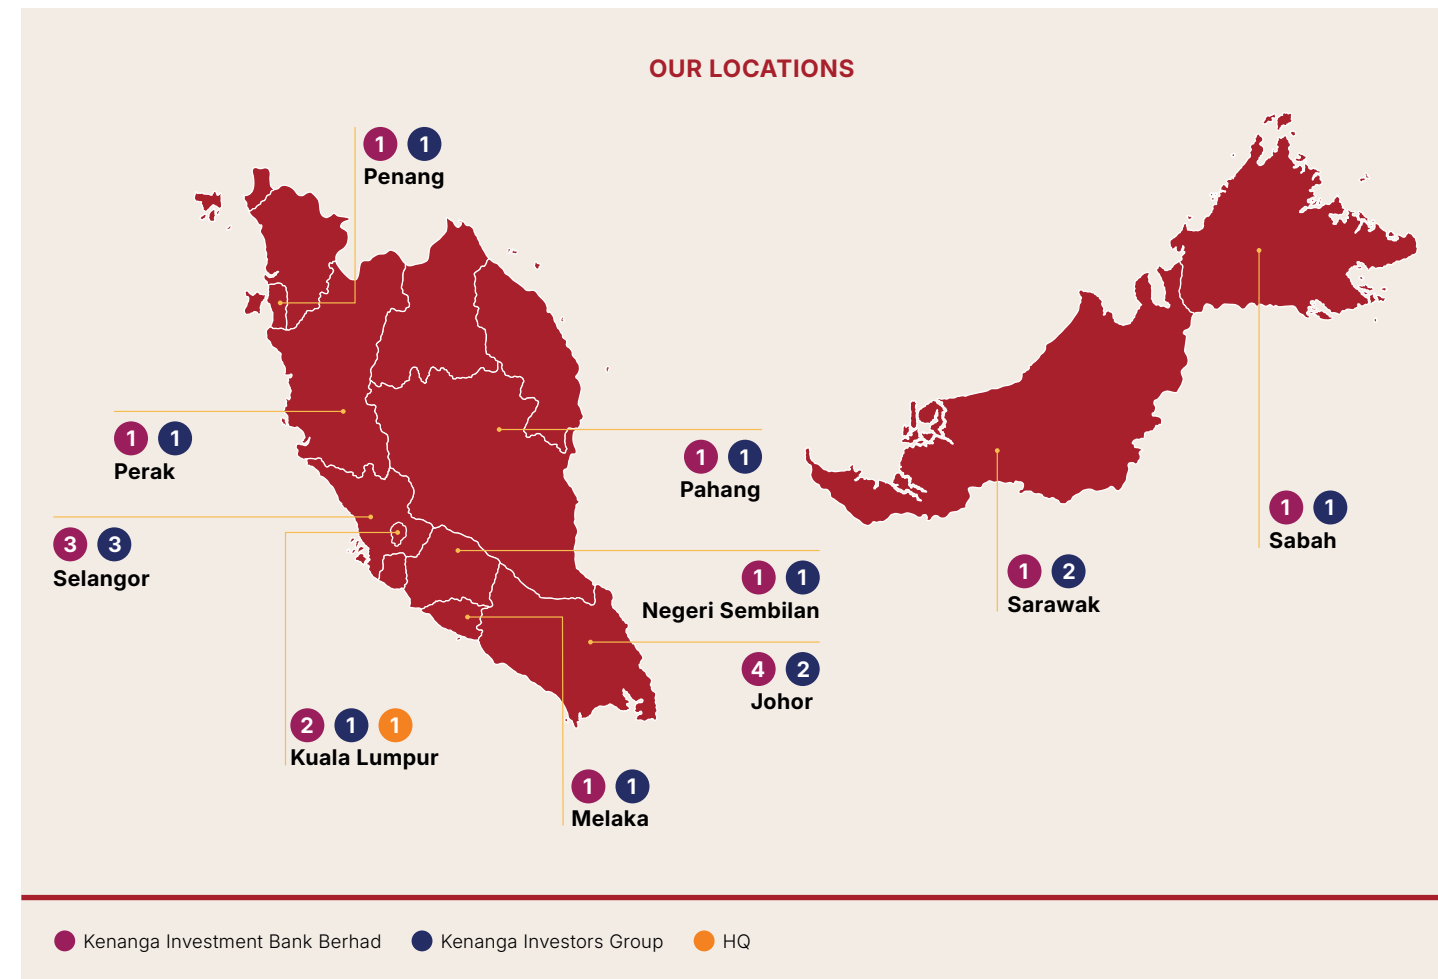 OUR LOCATIONS
1 1
Penang
1 1
Perak
1 1
Pahang
3 3
Selangor
1 1
Sabah
1 2
Sarawak
1 1
Negeri Sembilan
4 2
Johor
2 1 1
Kuala Lumpur
1 1
Melaka
Kenanga Investment Bank Berhad Kenanga Investors Group HQ